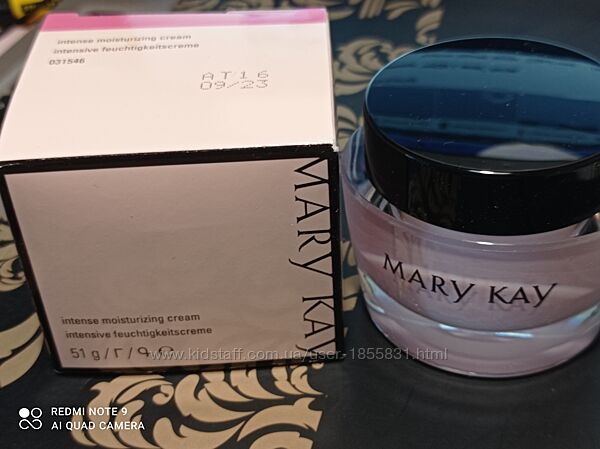 intense moisturizing cream
intensive feuchtigkeitscreme
031546
AT16
09/23
MARY KAY
intense moisturizing cream
intensive feuchtigkeitscreme
51 g / Г / գ ℮
MARY KAY
www.kidstaff.com.ua/user-1855831.html
REDMI NOTE 9
AI QUAD CAMERA